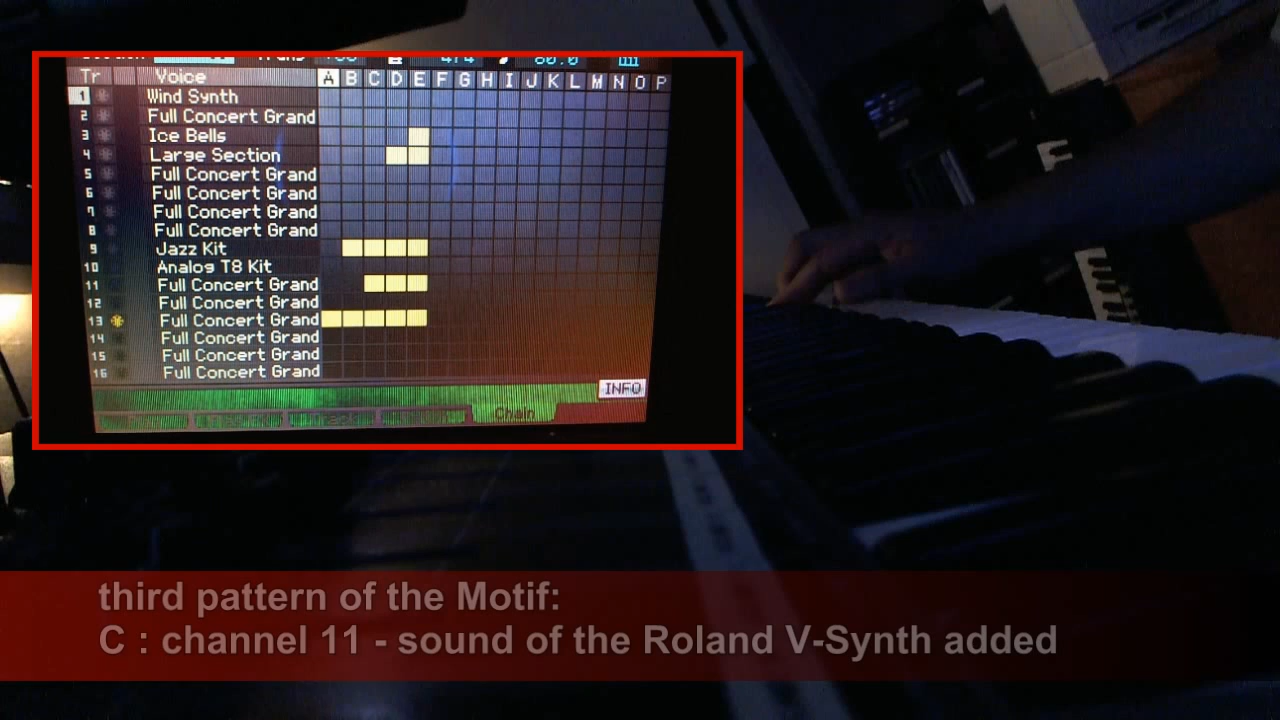 4/4 80.0
Tr Voice A B C D E F G H I J K L M N O P
1 Wind Synth
2 Full Concert Grand
3 Ice Bells
4 Large Section
5 Full Concert Grand
6 Full Concert Grand
7 Full Concert Grand
8 Full Concert Grand
9 Jazz Kit
10 Analog T8 Kit
11 Full Concert Grand
12 Full Concert Grand
13 Full Concert Grand
14 Full Concert Grand
15 Full Concert Grand
16 Full Concert Grand
INFO
Chain
third pattern of the Motif:
C : channel 11 - sound of the Roland V-Synth added